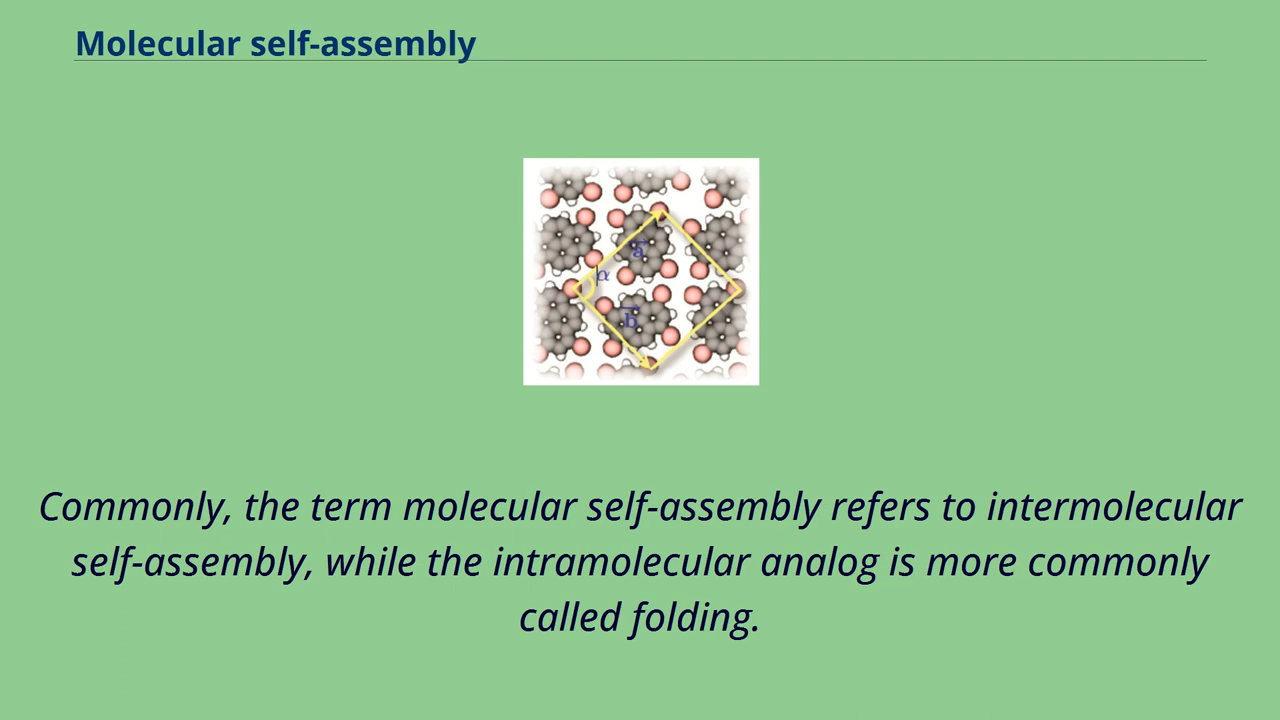 Molecular self-assembly
a
α
b
Commonly, the term molecular self-assembly refers to intermolecular
self-assembly, while the intramolecular analog is more commonly
called folding.